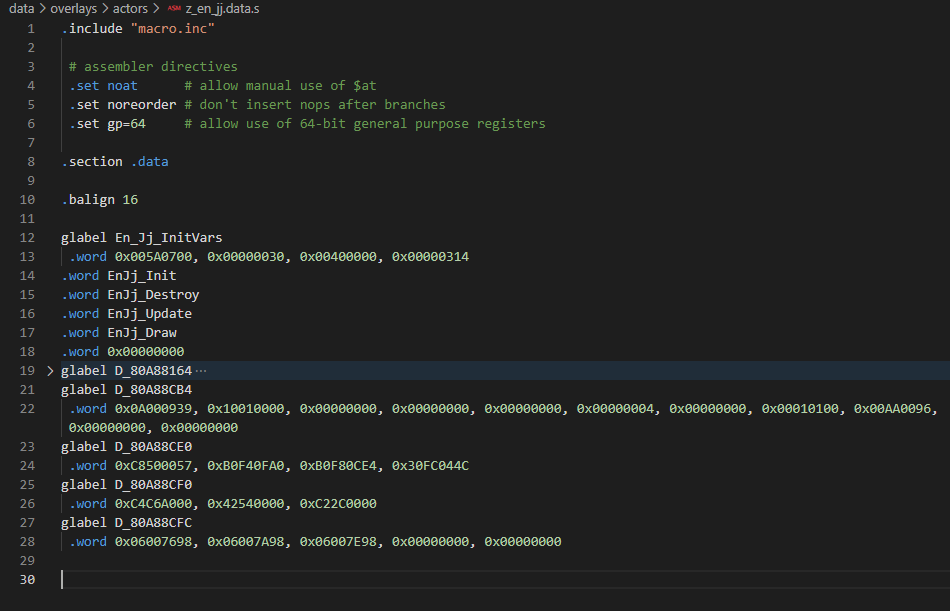 data > overlays > actors > ASM z_en_jj.data.s
1 .include "macro.inc"
2
3 # assembler directives
4 .set noat # allow manual use of $at
5 .set noreorder # don't insert nops after branches
6 .set gp=64 # allow use of 64-bit general purpose registers
7
8 .section .data
9
10 .balign 16
11
12 glabel En_Jj_InitVars
13 .word 0x005A0700, 0x00000030, 0x00400000, 0x00000314
14 .word EnJj_Init
15 .word EnJj_Destroy
16 .word EnJj_Update
17 .word EnJj_Draw
18 .word 0x00000000
19 > glabel D_80A88164 ...
21 glabel D_80A88CB4
22 .word 0x0A000939, 0x10010000, 0x00000000, 0x00000000, 0x00000000, 0x00000004, 0x00000000, 0x00010100, 0x00AA0096,
0x00000000, 0x00000000
23 glabel D_80A88CE0
24 .word 0xC8500057, 0xB0F40FA0, 0xB0F80CE4, 0x30FC044C
25 glabel D_80A88CF0
26 .word 0xC4C6A000, 0x42540000, 0xC22C0000
27 glabel D_80A88CFC
28 .word 0x06007698, 0x06007A98, 0x06007E98, 0x00000000, 0x00000000
29
30